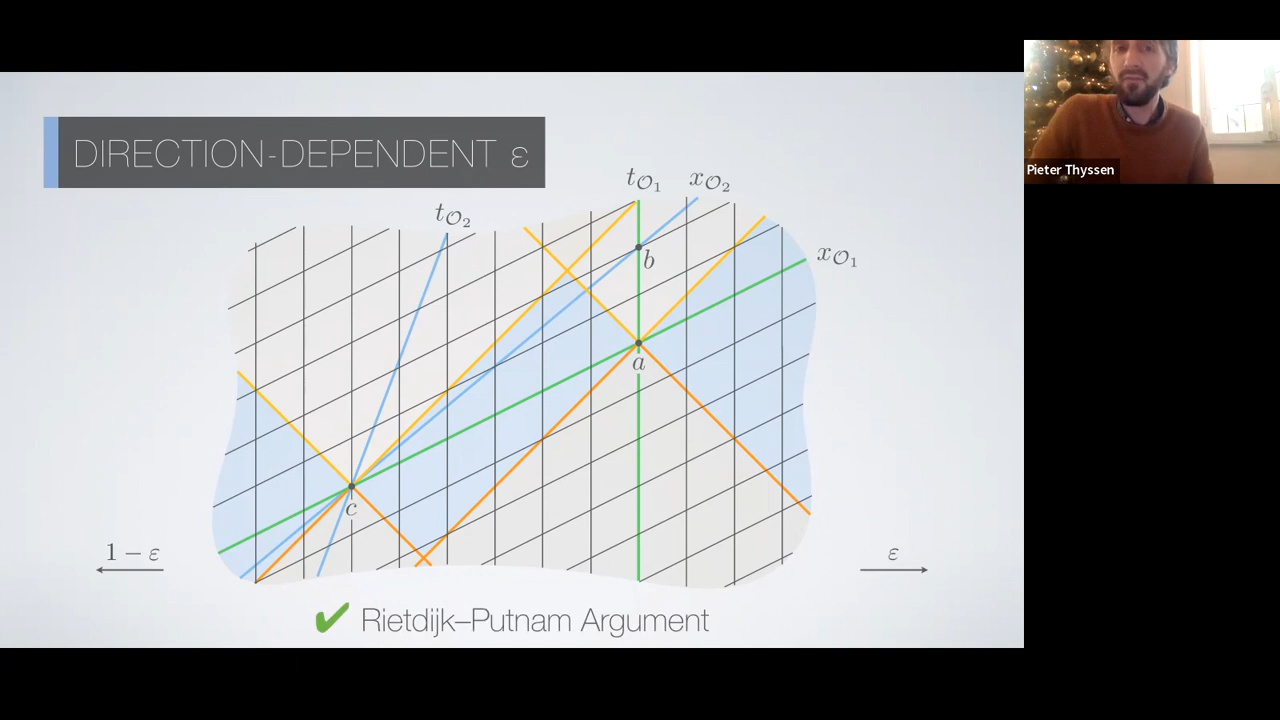 DIRECTION-DEPENDENT ε
Pieter Thyssen
t𝒪₁ x𝒪₂
t𝒪₂
b
x𝒪₁
a
c
1 − ε
ε
✔ Rietdijk–Putnam Argument